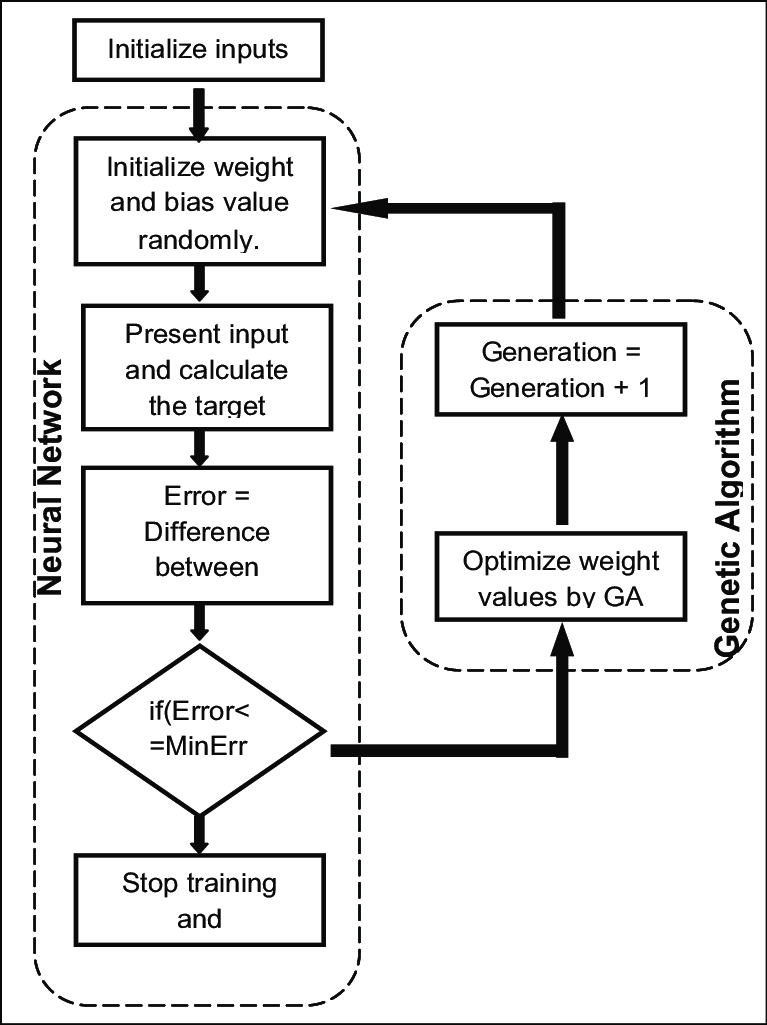 Initialize inputs
Initialize weight
and bias value
randomly.
Present input
and calculate
the target
Error =
Difference
between
if(Error<
=MinErr
Stop training
and
Neural Network
Generation =
Generation + 1
Optimize weight
values by GA
Genetic Algorithm